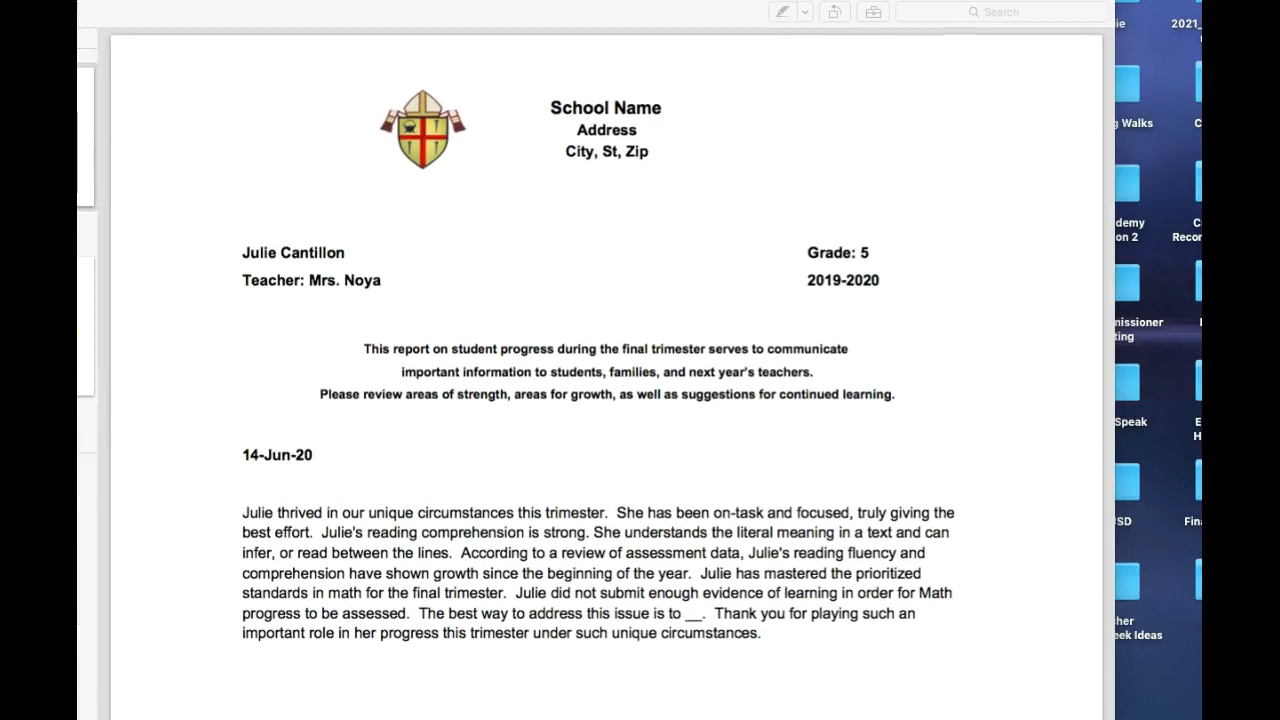 Search
School Name
Address
City, St, Zip
Julie Cantillon
Grade: 5
Teacher: Mrs. Noya
2019-2020
This report on student progress during the final trimester serves to communicate
important information to students, families, and next year's teachers.
Please review areas of strength, areas for growth, as well as suggestions for continued learning.
14-Jun-20
Julie thrived in our unique circumstances this trimester.  She has been on-task and focused, truly giving the
best effort.  Julie's reading comprehension is strong. She understands the literal meaning in a text and can
infer, or read between the lines.  According to a review of assessment data, Julie's reading fluency and
comprehension have shown growth since the beginning of the year.  Julie has mastered the prioritized
standards in math for the final trimester.  Julie did not submit enough evidence of learning in order for Math
progress to be assessed.  The best way to address this issue is to __.  Thank you for playing such an
important role in her progress this trimester under such unique circumstances.
2021_
Walks
Speak
Ideas